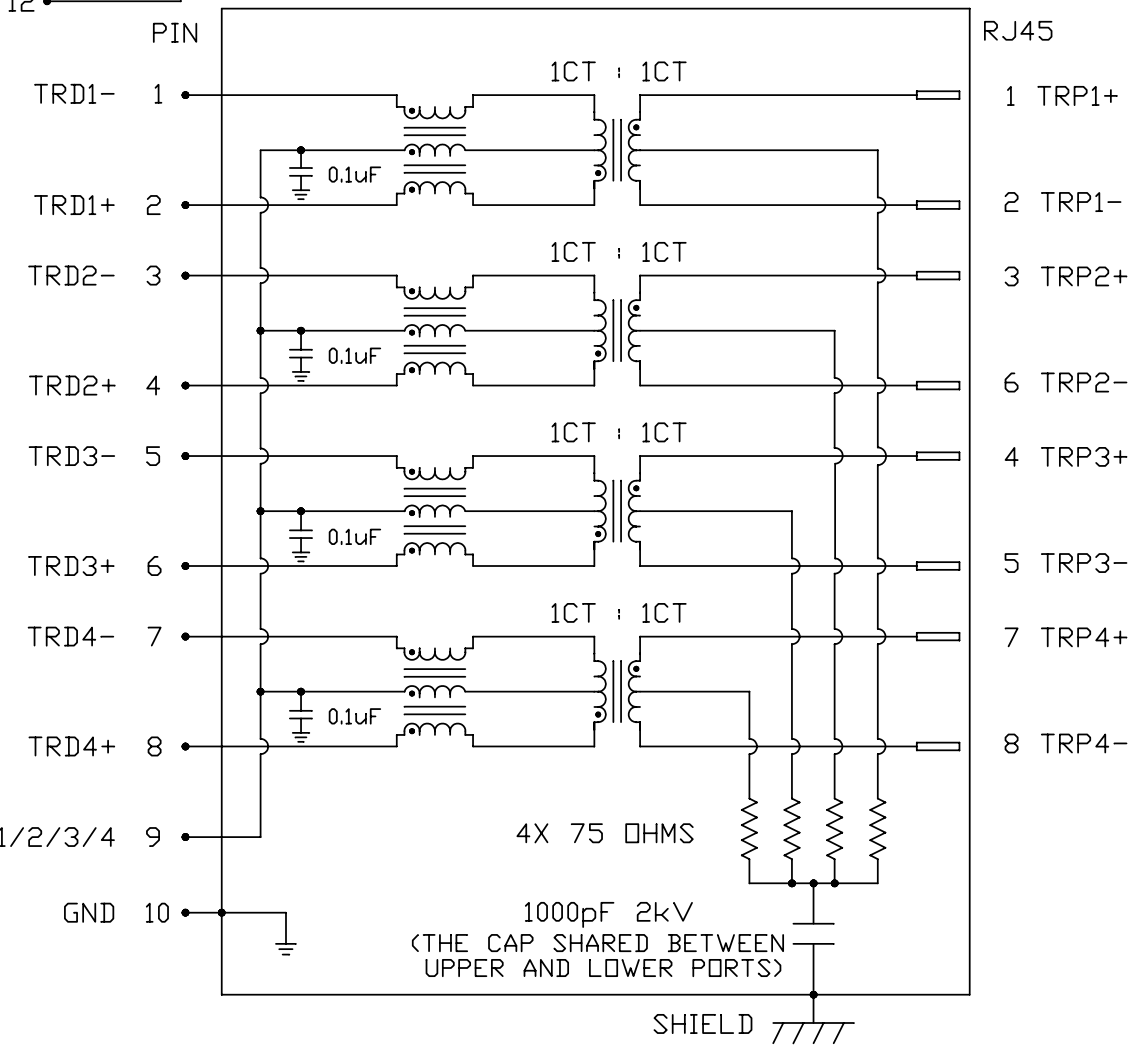 12
PIN
RJ45
1CT : 1CT
TRD1- 1
1 TRP1+
0.1uF
TRD1+ 2
2 TRP1-
1CT : 1CT
TRD2- 3
3 TRP2+
0.1uF
TRD2+ 4
6 TRP2-
1CT : 1CT
TRD3- 5
4 TRP3+
0.1uF
TRD3+ 6
5 TRP3-
1CT : 1CT
TRD4- 7
7 TRP4+
0.1uF
TRD4+ 8
8 TRP4-
1/2/3/4 9
4X 75 OHMS
GND 10
1000pF 2kV
(THE CAP SHARED BETWEEN
UPPER AND LOWER PORTS)
SHIELD